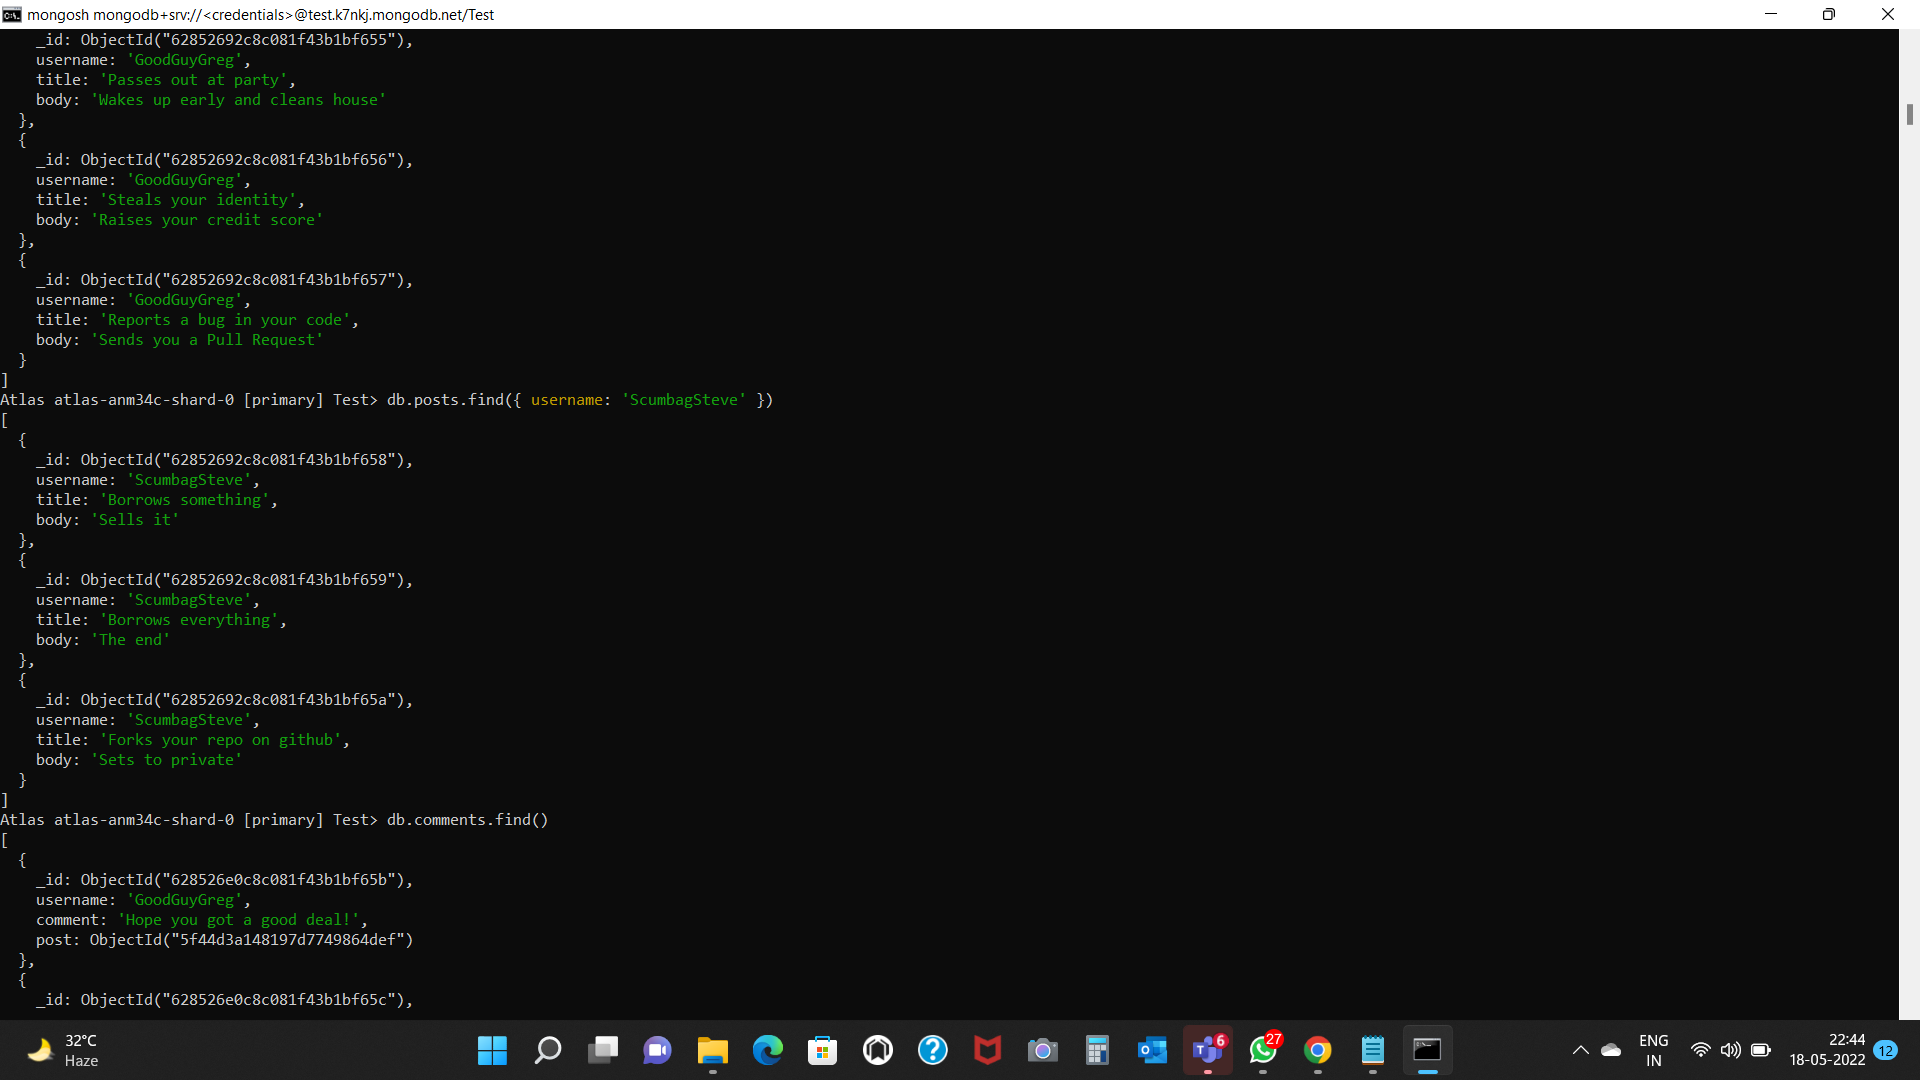 mongosh mongodb+srv://<credentials>@test.k7nkj.mongodb.net/Test
_id: ObjectId("62852692c8c081f43b1bf655"),
username: 'GoodGuyGreg',
title: 'Passes out at party',
body: 'Wakes up early and cleans house'
},
{
_id: ObjectId("62852692c8c081f43b1bf656"),
username: 'GoodGuyGreg',
title: 'Steals your identity',
body: 'Raises your credit score'
},
{
_id: ObjectId("62852692c8c081f43b1bf657"),
username: 'GoodGuyGreg',
title: 'Reports a bug in your code',
body: 'Sends you a Pull Request'
}
]
Atlas atlas-anm34c-shard-0 [primary] Test> db.posts.find({ username: 'ScumbagSteve' })
[
{
_id: ObjectId("62852692c8c081f43b1bf658"),
username: 'ScumbagSteve',
title: 'Borrows something',
body: 'Sells it'
},
{
_id: ObjectId("62852692c8c081f43b1bf659"),
username: 'ScumbagSteve',
title: 'Borrows everything',
body: 'The end'
},
{
_id: ObjectId("62852692c8c081f43b1bf65a"),
username: 'ScumbagSteve',
title: 'Forks your repo on github',
body: 'Sets to private'
}
]
Atlas atlas-anm34c-shard-0 [primary] Test> db.comments.find()
[
{
_id: ObjectId("628526e0c8c081f43b1bf65b"),
username: 'GoodGuyGreg',
comment: 'Hope you got a good deal!',
post: ObjectId("5f44d3a148197d7749864def")
},
{
_id: ObjectId("628526e0c8c081f43b1bf65c"),
32°C
Haze
6
27
ENG
IN
22:44
18-05-2022
12